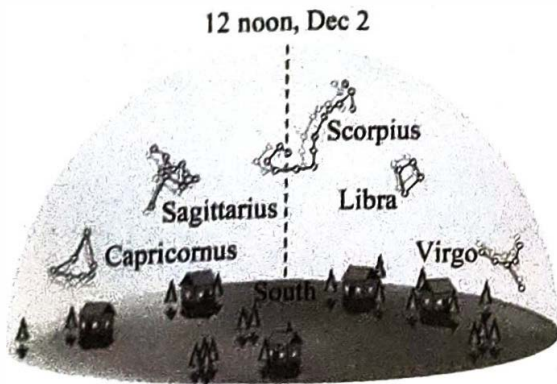 12 noon, Dec 2
Scorpius
Sagittarius
Libra
Capricornus
Virgo
South